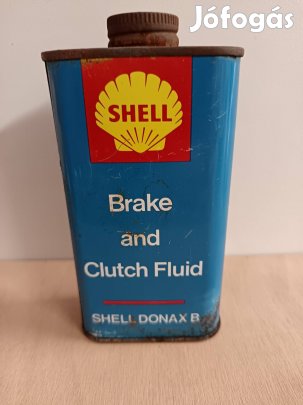 Jófogás
SHELL
Brake
and
Clutch Fluid
SHELL DONAX B